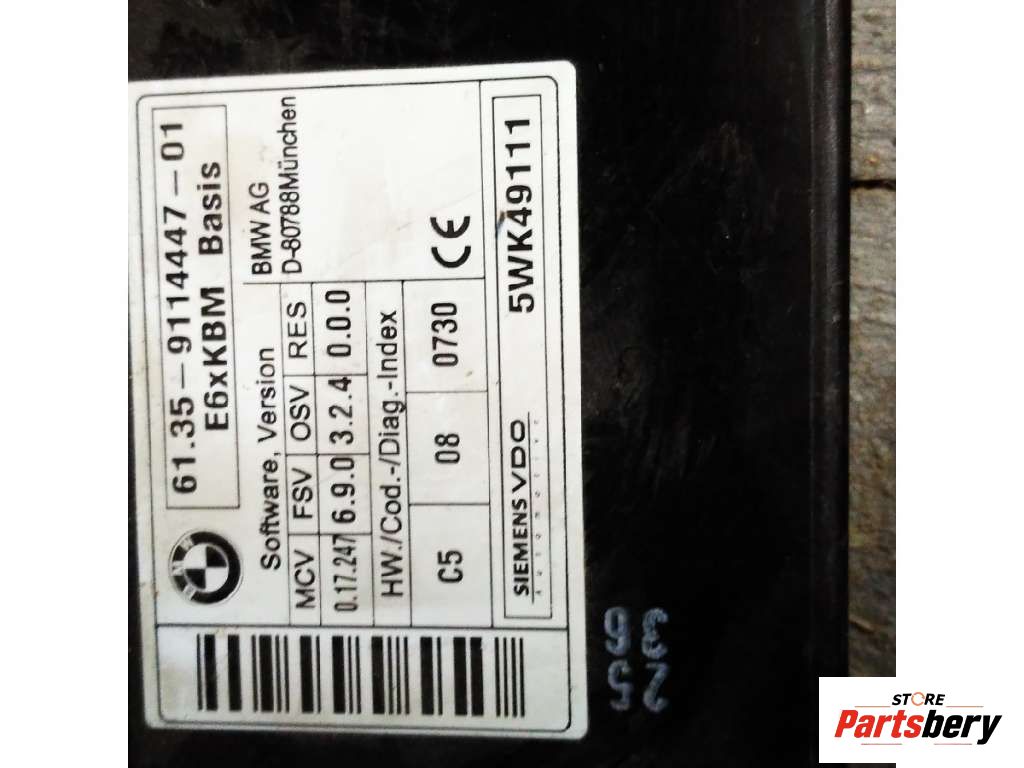 61.35-9114447-01
E6xKBM Basis
BMW AG
D-80788München
Software, Version
MCV FSV OSV RES
0.17.247 6.9.0 3.2.4 0.0.0
HW./Cod.-/Diag.-Index
C5 08 0730 CE
SIEMENS VDO
Automotive
5WK49111
STORE
Partsbery